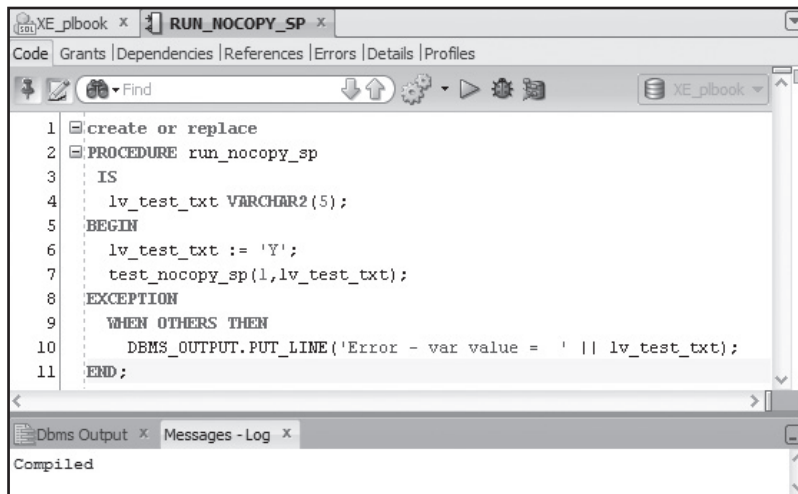 XE_plbook x RUN_NOCOPY_SP x
Code Grants |Dependencies |References |Errors |Details |Profiles
Find XE_plbook
1 create or replace
2 PROCEDURE run_nocopy_sp
3 IS
4 lv_test_txt VARCHAR2(5);
5 BEGIN
6 lv_test_txt := 'Y';
7 test_nocopy_sp(1,lv_test_txt);
8 EXCEPTION
9 WHEN OTHERS THEN
10 DBMS_OUTPUT.PUT_LINE('Error - var value =  ' || lv_test_txt);
11 END;
Dbms Output x Messages - Log x
Compiled